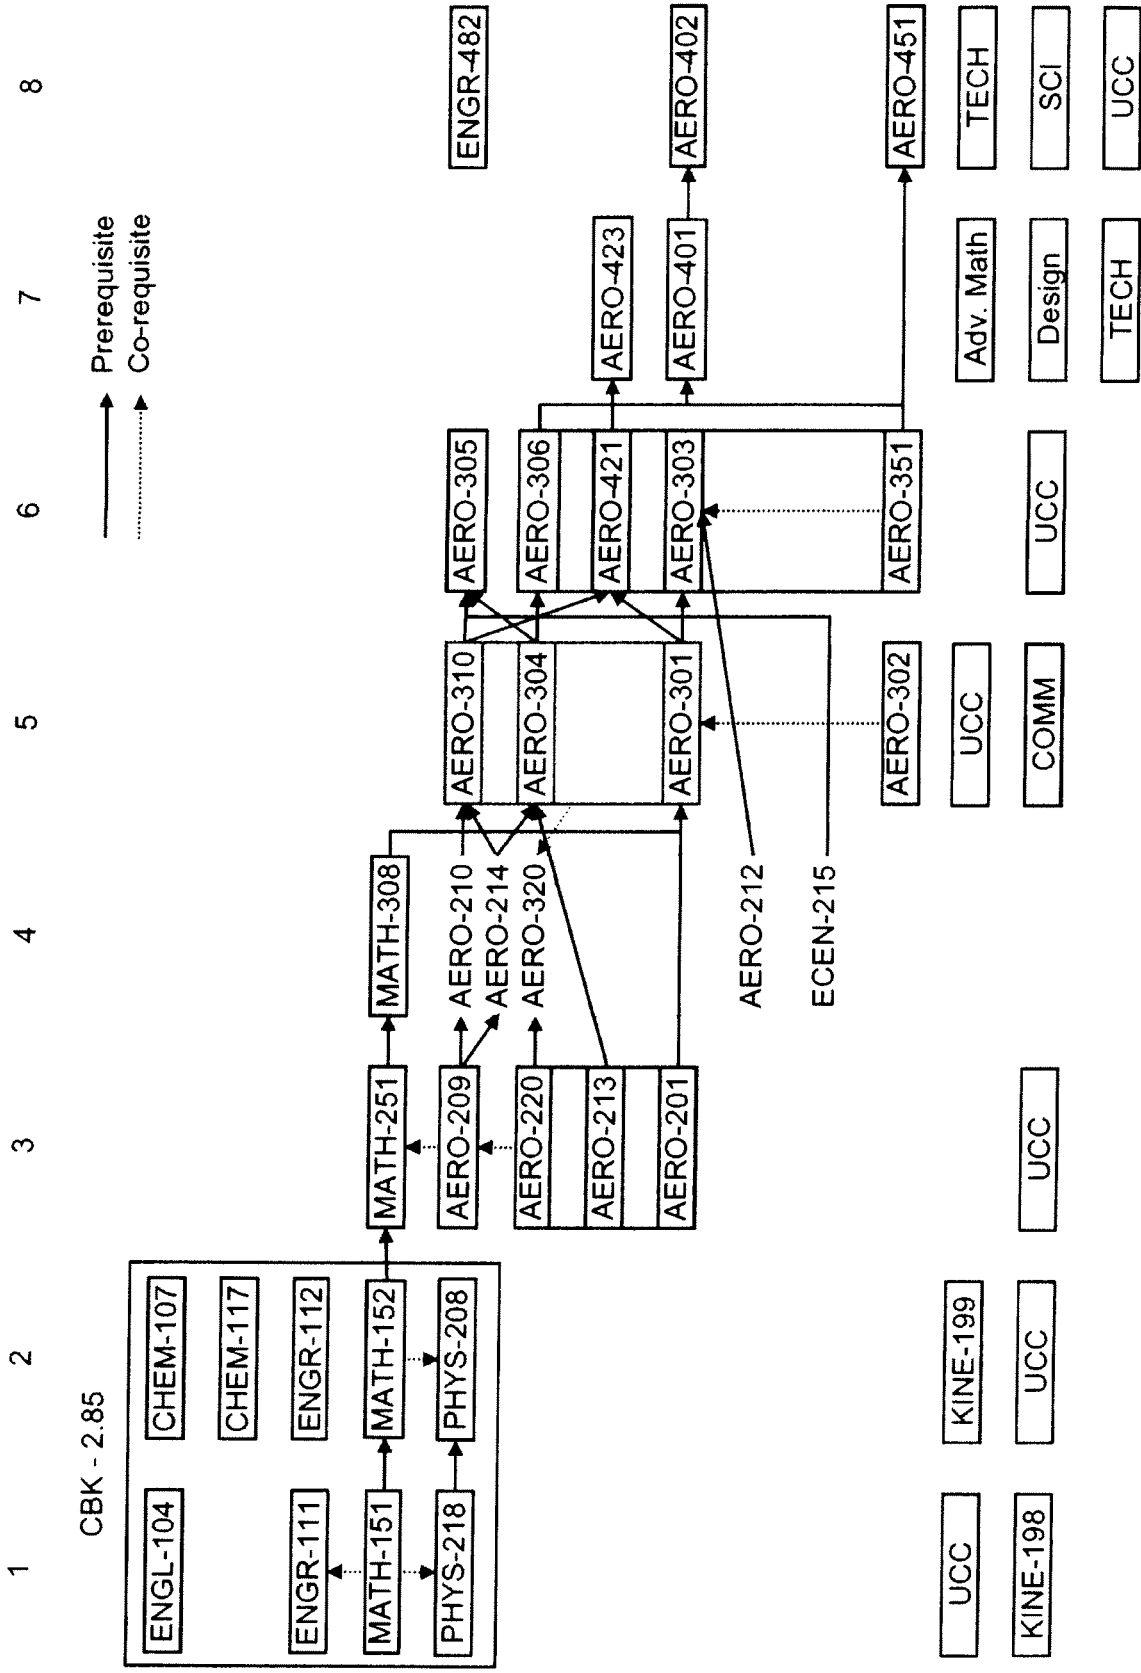 1
2
3
4
5
6
7
8
Prerequisite
Co-requisite
CBK - 2.85
ENGL-104
ENGR-111
MATH-151
PHYS-218
UCC
KINE-198
CHEM-107
CHEM-117
ENGR-112
MATH-152
PHYS-208
KINE-199
UCC
MATH-251
AERO-209
AERO-220
AERO-213
AERO-201
UCC
MATH-308
AERO-210
AERO-214
AERO-320
AERO-212
ECEN-215
AERO-310
AERO-304
AERO-301
AERO-302
UCC
COMM
AERO-305
AERO-306
AERO-421
AERO-303
AERO-351
UCC
AERO-423
AERO-401
Adv. Math
Design
TECH
ENGR-482
AERO-402
AERO-451
TECH
SCI
UCC